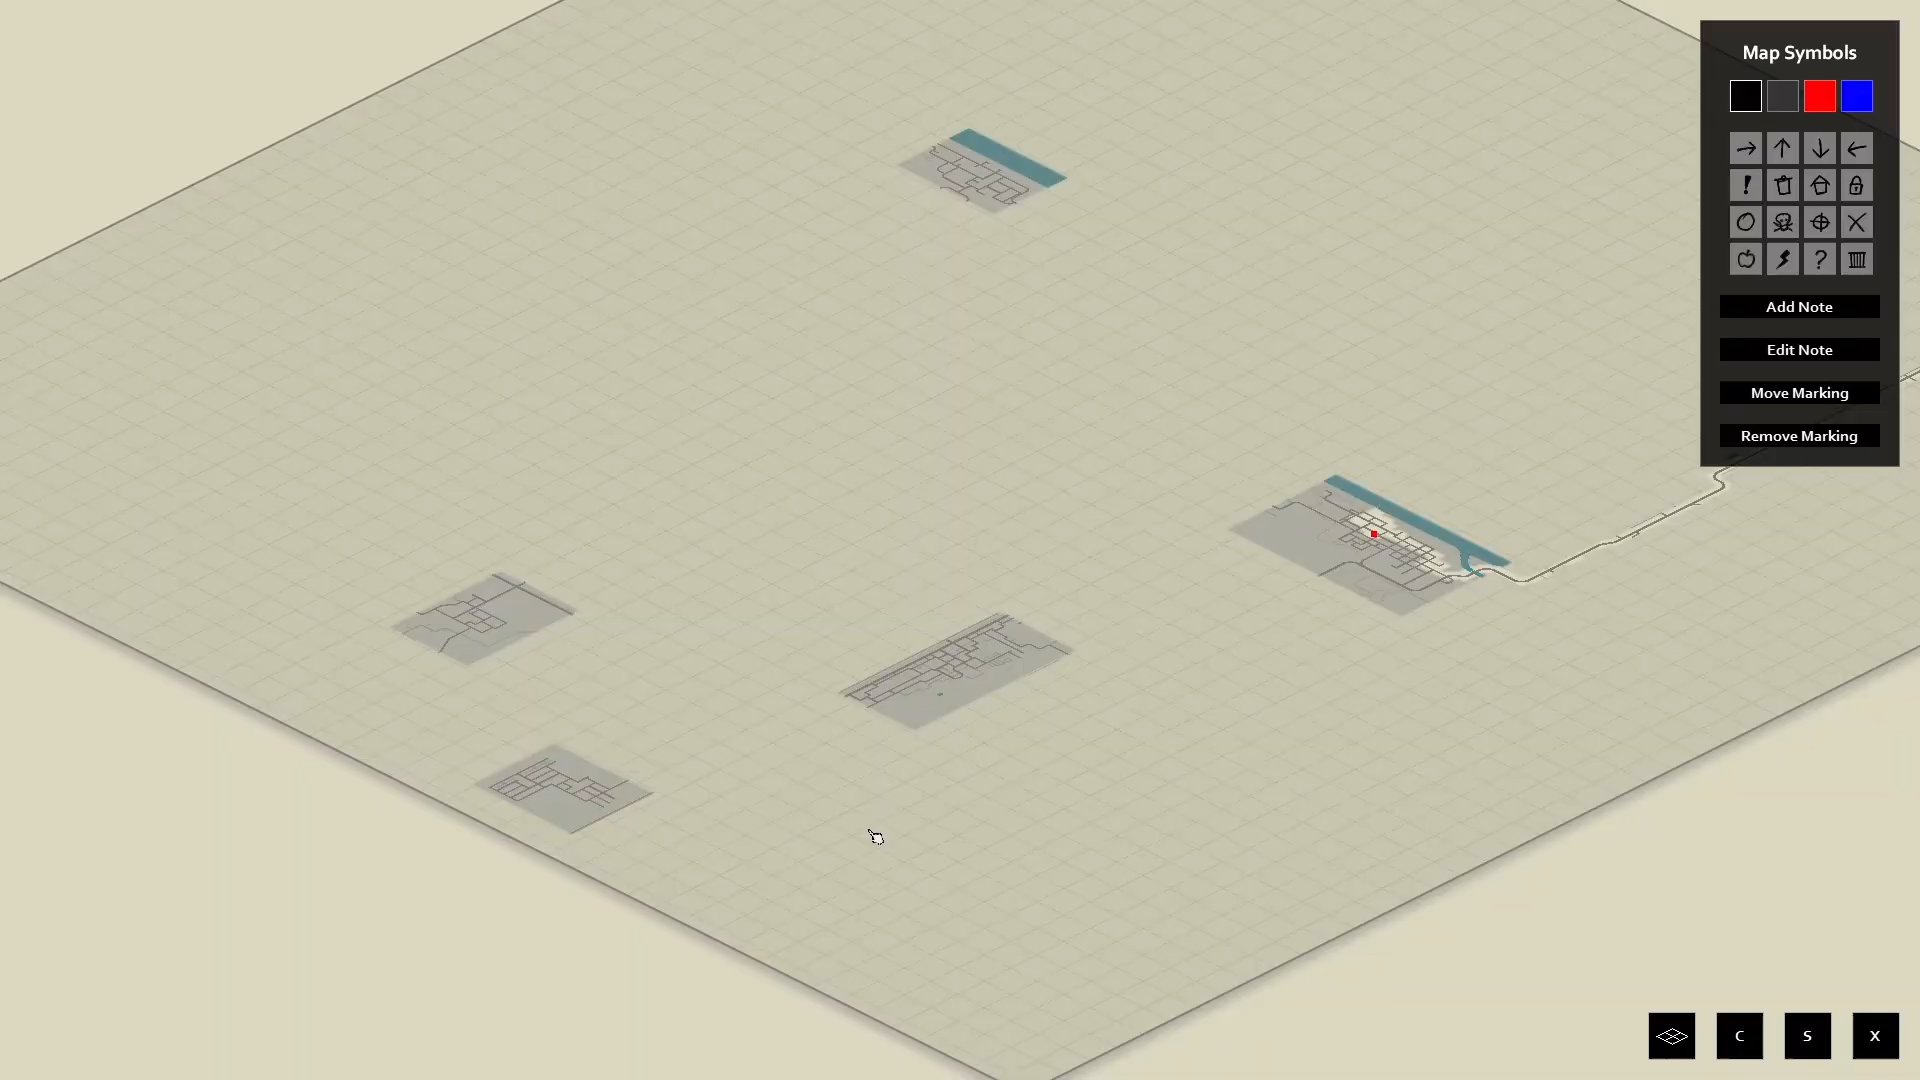 Map Symbols
!
?
Add Note
Edit Note
Move Marking
Remove Marking
C
S
X